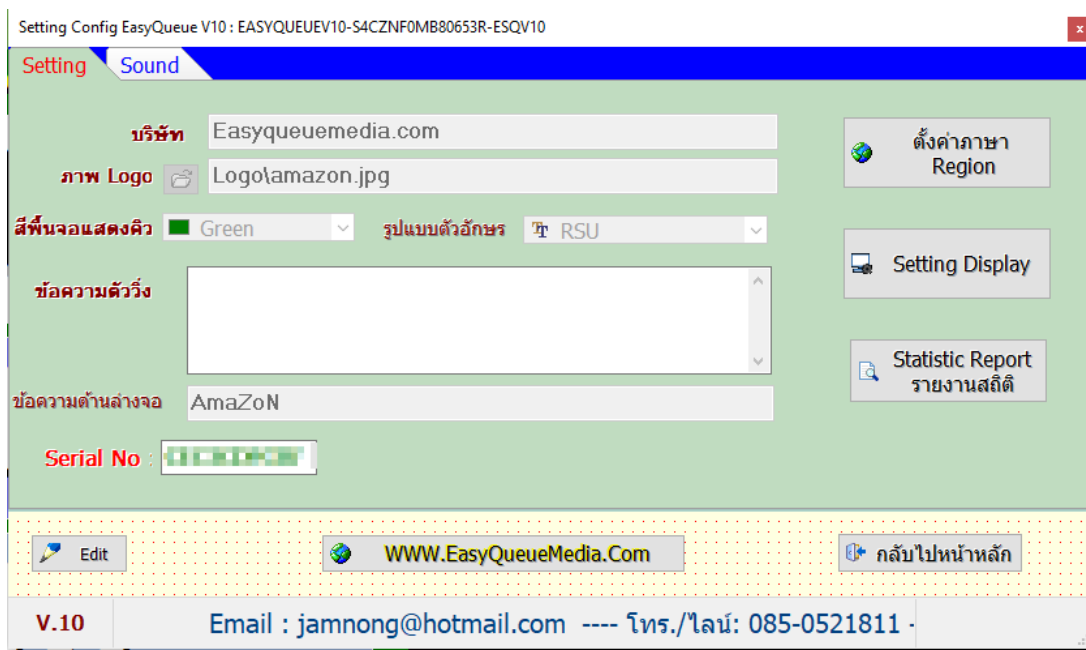 Setting Config EasyQueue V10 : EASYQUEUEV10-S4CZNF0MB80653R-ESQV10
x
Setting Sound
บริษัท Easyqueuemedia.com
ตั้งค่าภาษา
Region
ภาพ Logo Logo\amazon.jpg
สีพื้นจอแสดงคิว Green รูปแบบตัวอักษร RSU
Setting Display
ข้อความตัววิ่ง
Statistic Report
รายงานสถิติ
ข้อความด้านล่างจอ AmaZoN
Serial No :
Edit WWW.EasyQueueMedia.Com กลับไปหน้าหลัก
V.10 Email : jamnong@hotmail.com ---- โทร./ไลน์: 085-0521811 -